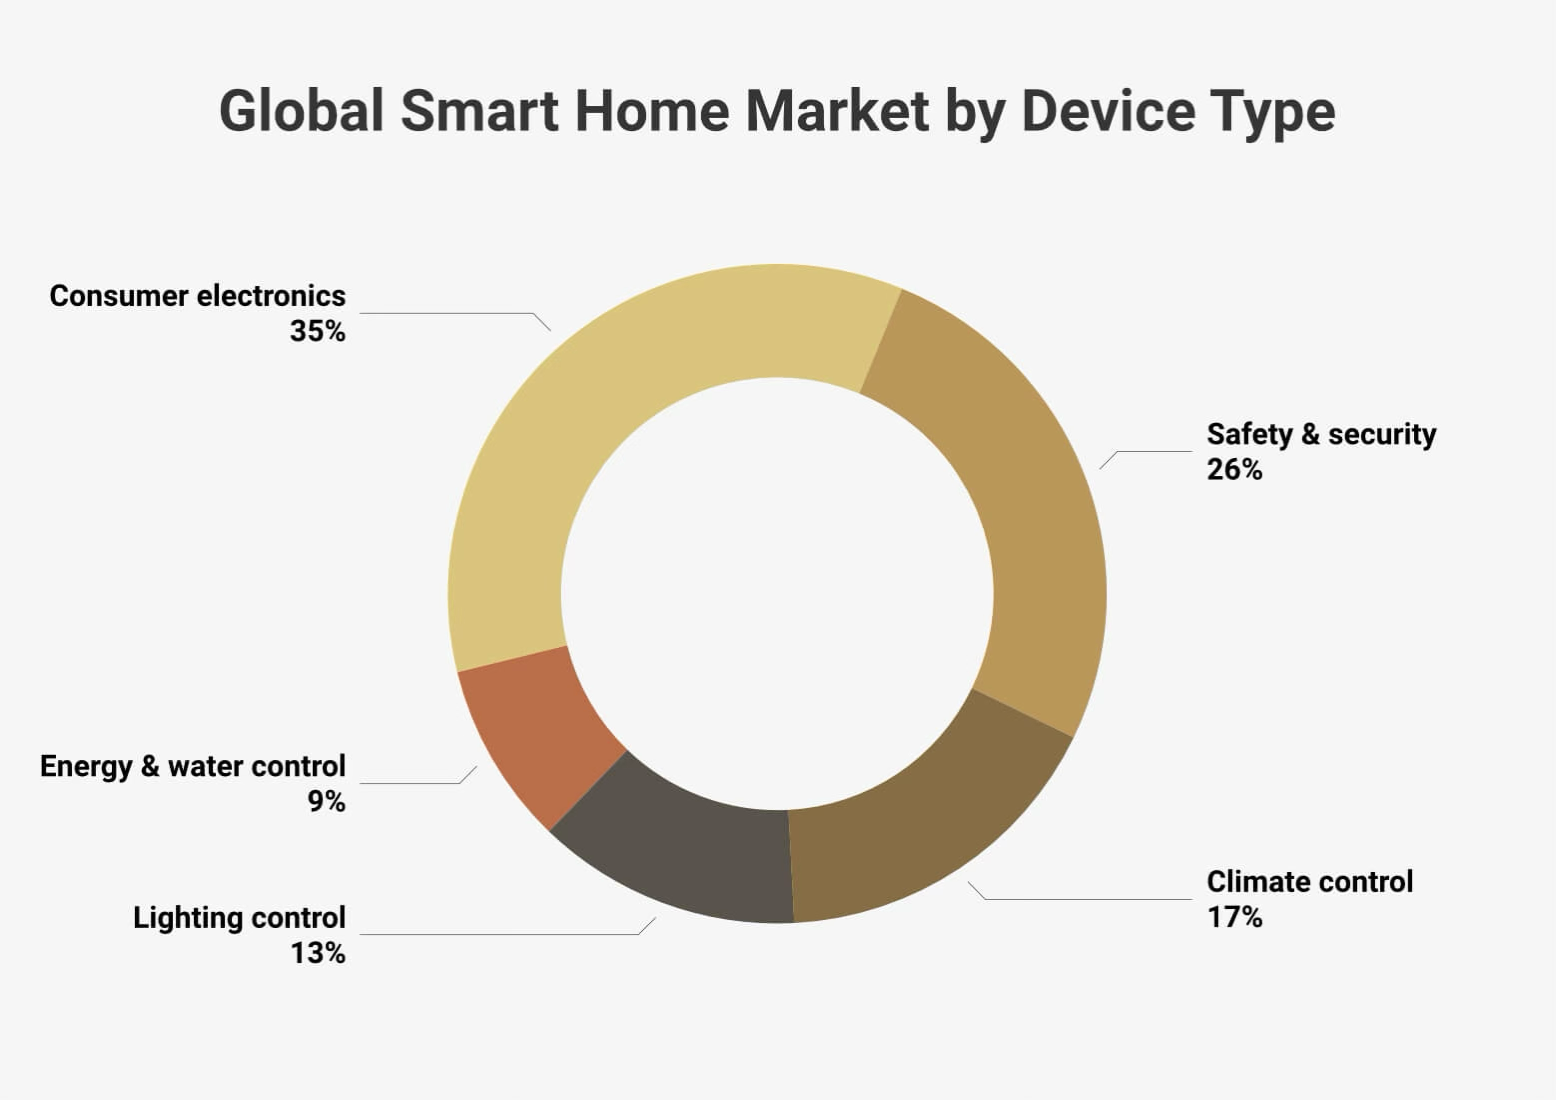 Global Smart Home Market by Device Type
Consumer electronics
35%
Safety & security
26%
Energy & water control
9%
Climate control
17%
Lighting control
13%